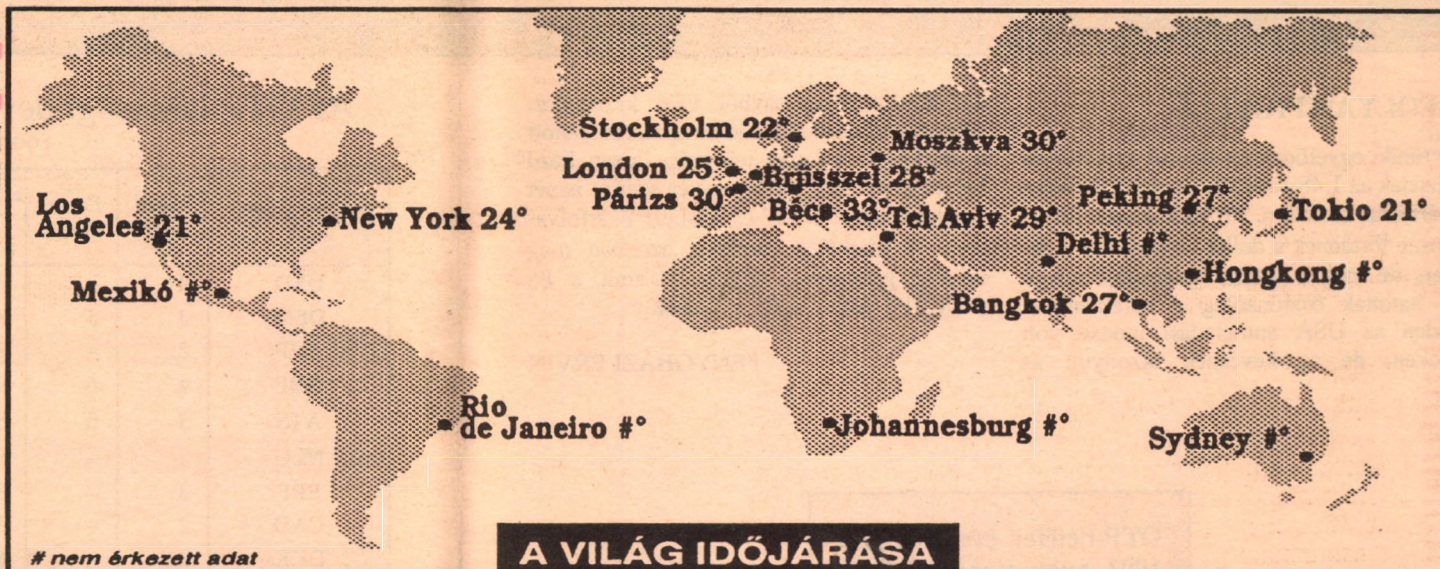 Stockholm 22°
Moszkva 30°
London 25°
Brüsszel 28°
Párizs 30°
Bécs 33°
Los
Angeles 21°
New York 24°
Tel Aviv 29°
Peking 27°
Tokio 21°
Delhi #°
Mexikó #°
Hongkong #°
Bangkok 27°
Rio
de Janeiro #°
Johannesburg #°
Sydney #°
# nem érkezett adat
A VILÁG IDŐJÁRÁSA